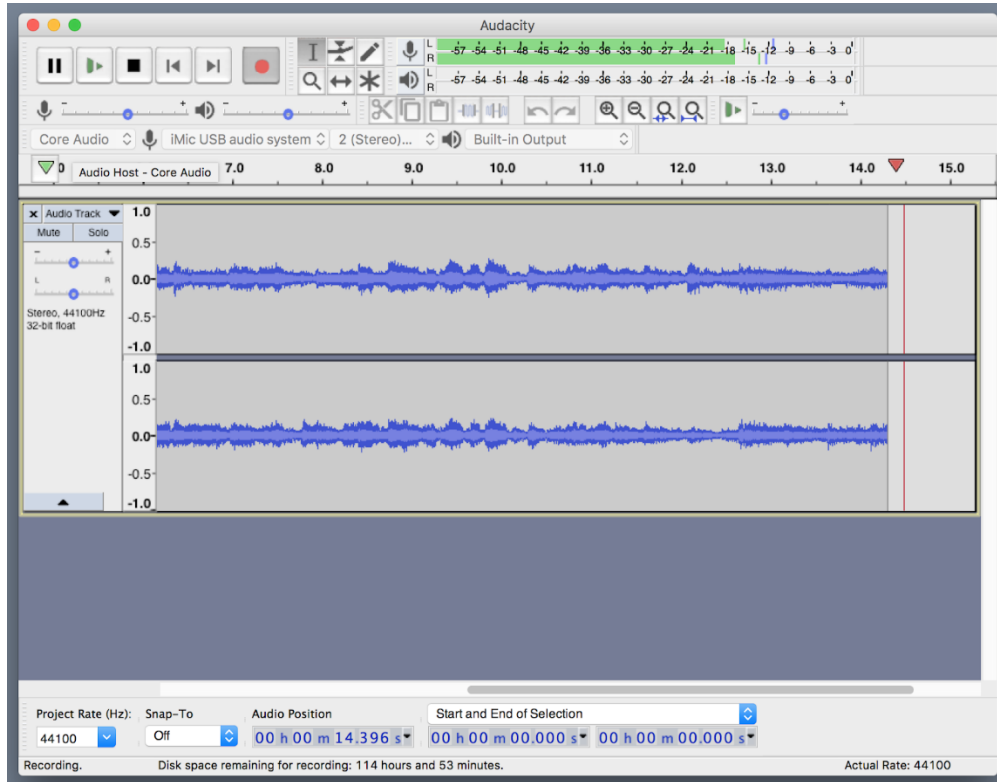 Audacity
L
R
-57 -54 -51 -48 -45 -42 -39 -36 -33 -30 -27 -24 -21 -18 -15 -12 -9 -6 -3 0
L
R
-57 -54 -51 -48 -45 -42 -39 -36 -33 -30 -27 -24 -21 -18 -15 -12 -9 -6 -3 0
- + - +
- +
Core Audio iMic USB audio system 2 (Stereo)... Built-in Output
0 7.0 8.0 9.0 10.0 11.0 12.0 13.0 14.0 15.0
Audio Host - Core Audio
x Audio Track 1.0
Mute Solo
0.5-
- +
0.0-
L R
Stereo, 44100Hz
32-bit float
-0.5-
-1.0
1.0
0.5-
0.0-
-0.5-
-1.0
Project Rate (Hz): Snap-To Audio Position Start and End of Selection
44100 Off 00 h 00 m 14.396 s 00 h 00 m 00.000 s 00 h 00 m 00.000 s
Recording. Disk space remaining for recording: 114 hours and 53 minutes. Actual Rate: 44100